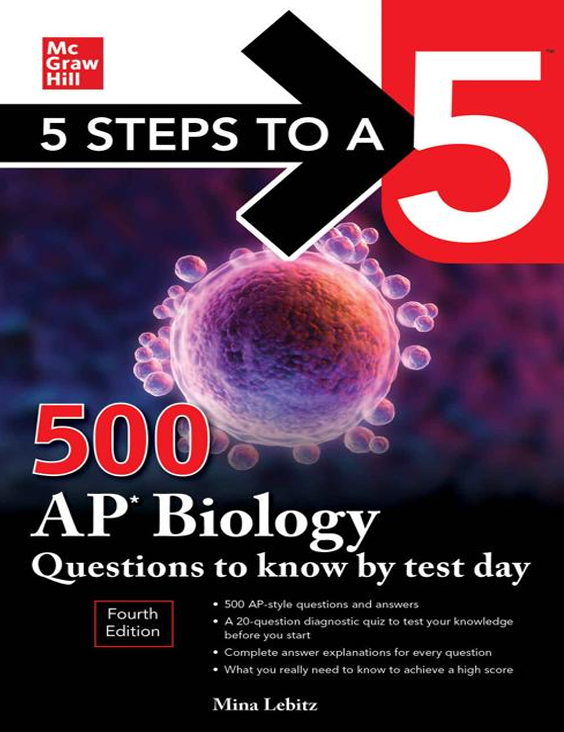 Mc
Graw
Hill
5 STEPS TO A
5™
500
AP* Biology
Questions to know by test day
Fourth
Edition
• 500 AP-style questions and answers
• A 20-question diagnostic quiz to test your knowledge
before you start
• Complete answer explanations for every question
• What you really need to know to achieve a high score
Mina Lebitz